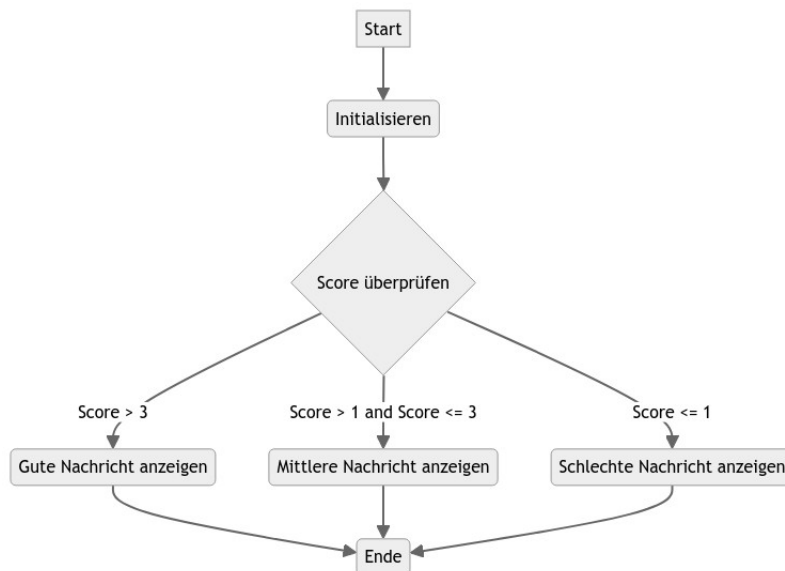 Start
Initialisieren
Score überprüfen
Score > 3
Score > 1 and Score <= 3
Score <= 1
Gute Nachricht anzeigen
Mittlere Nachricht anzeigen
Schlechte Nachricht anzeigen
Ende